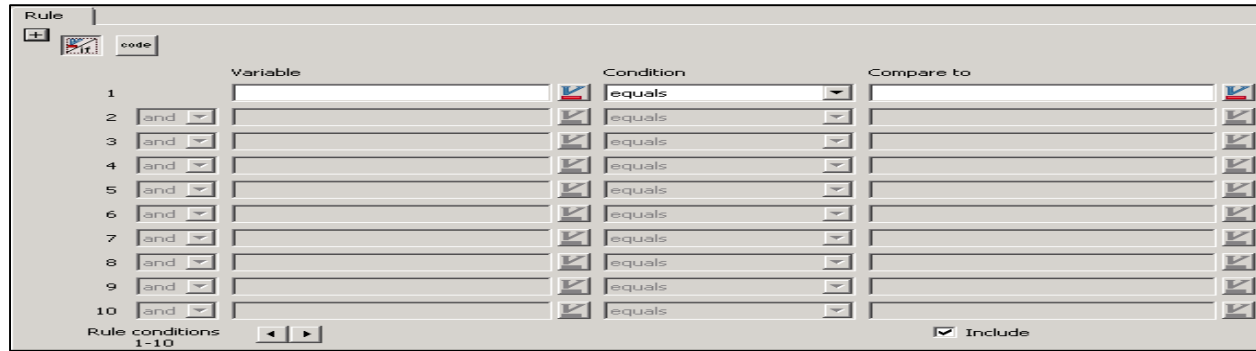 Rule
if code
Variable Condition Compare to
1 equals
2 and equals
3 and equals
4 and equals
5 and equals
6 and equals
7 and equals
8 and equals
9 and equals
10 and equals
Rule conditions Include
1-10